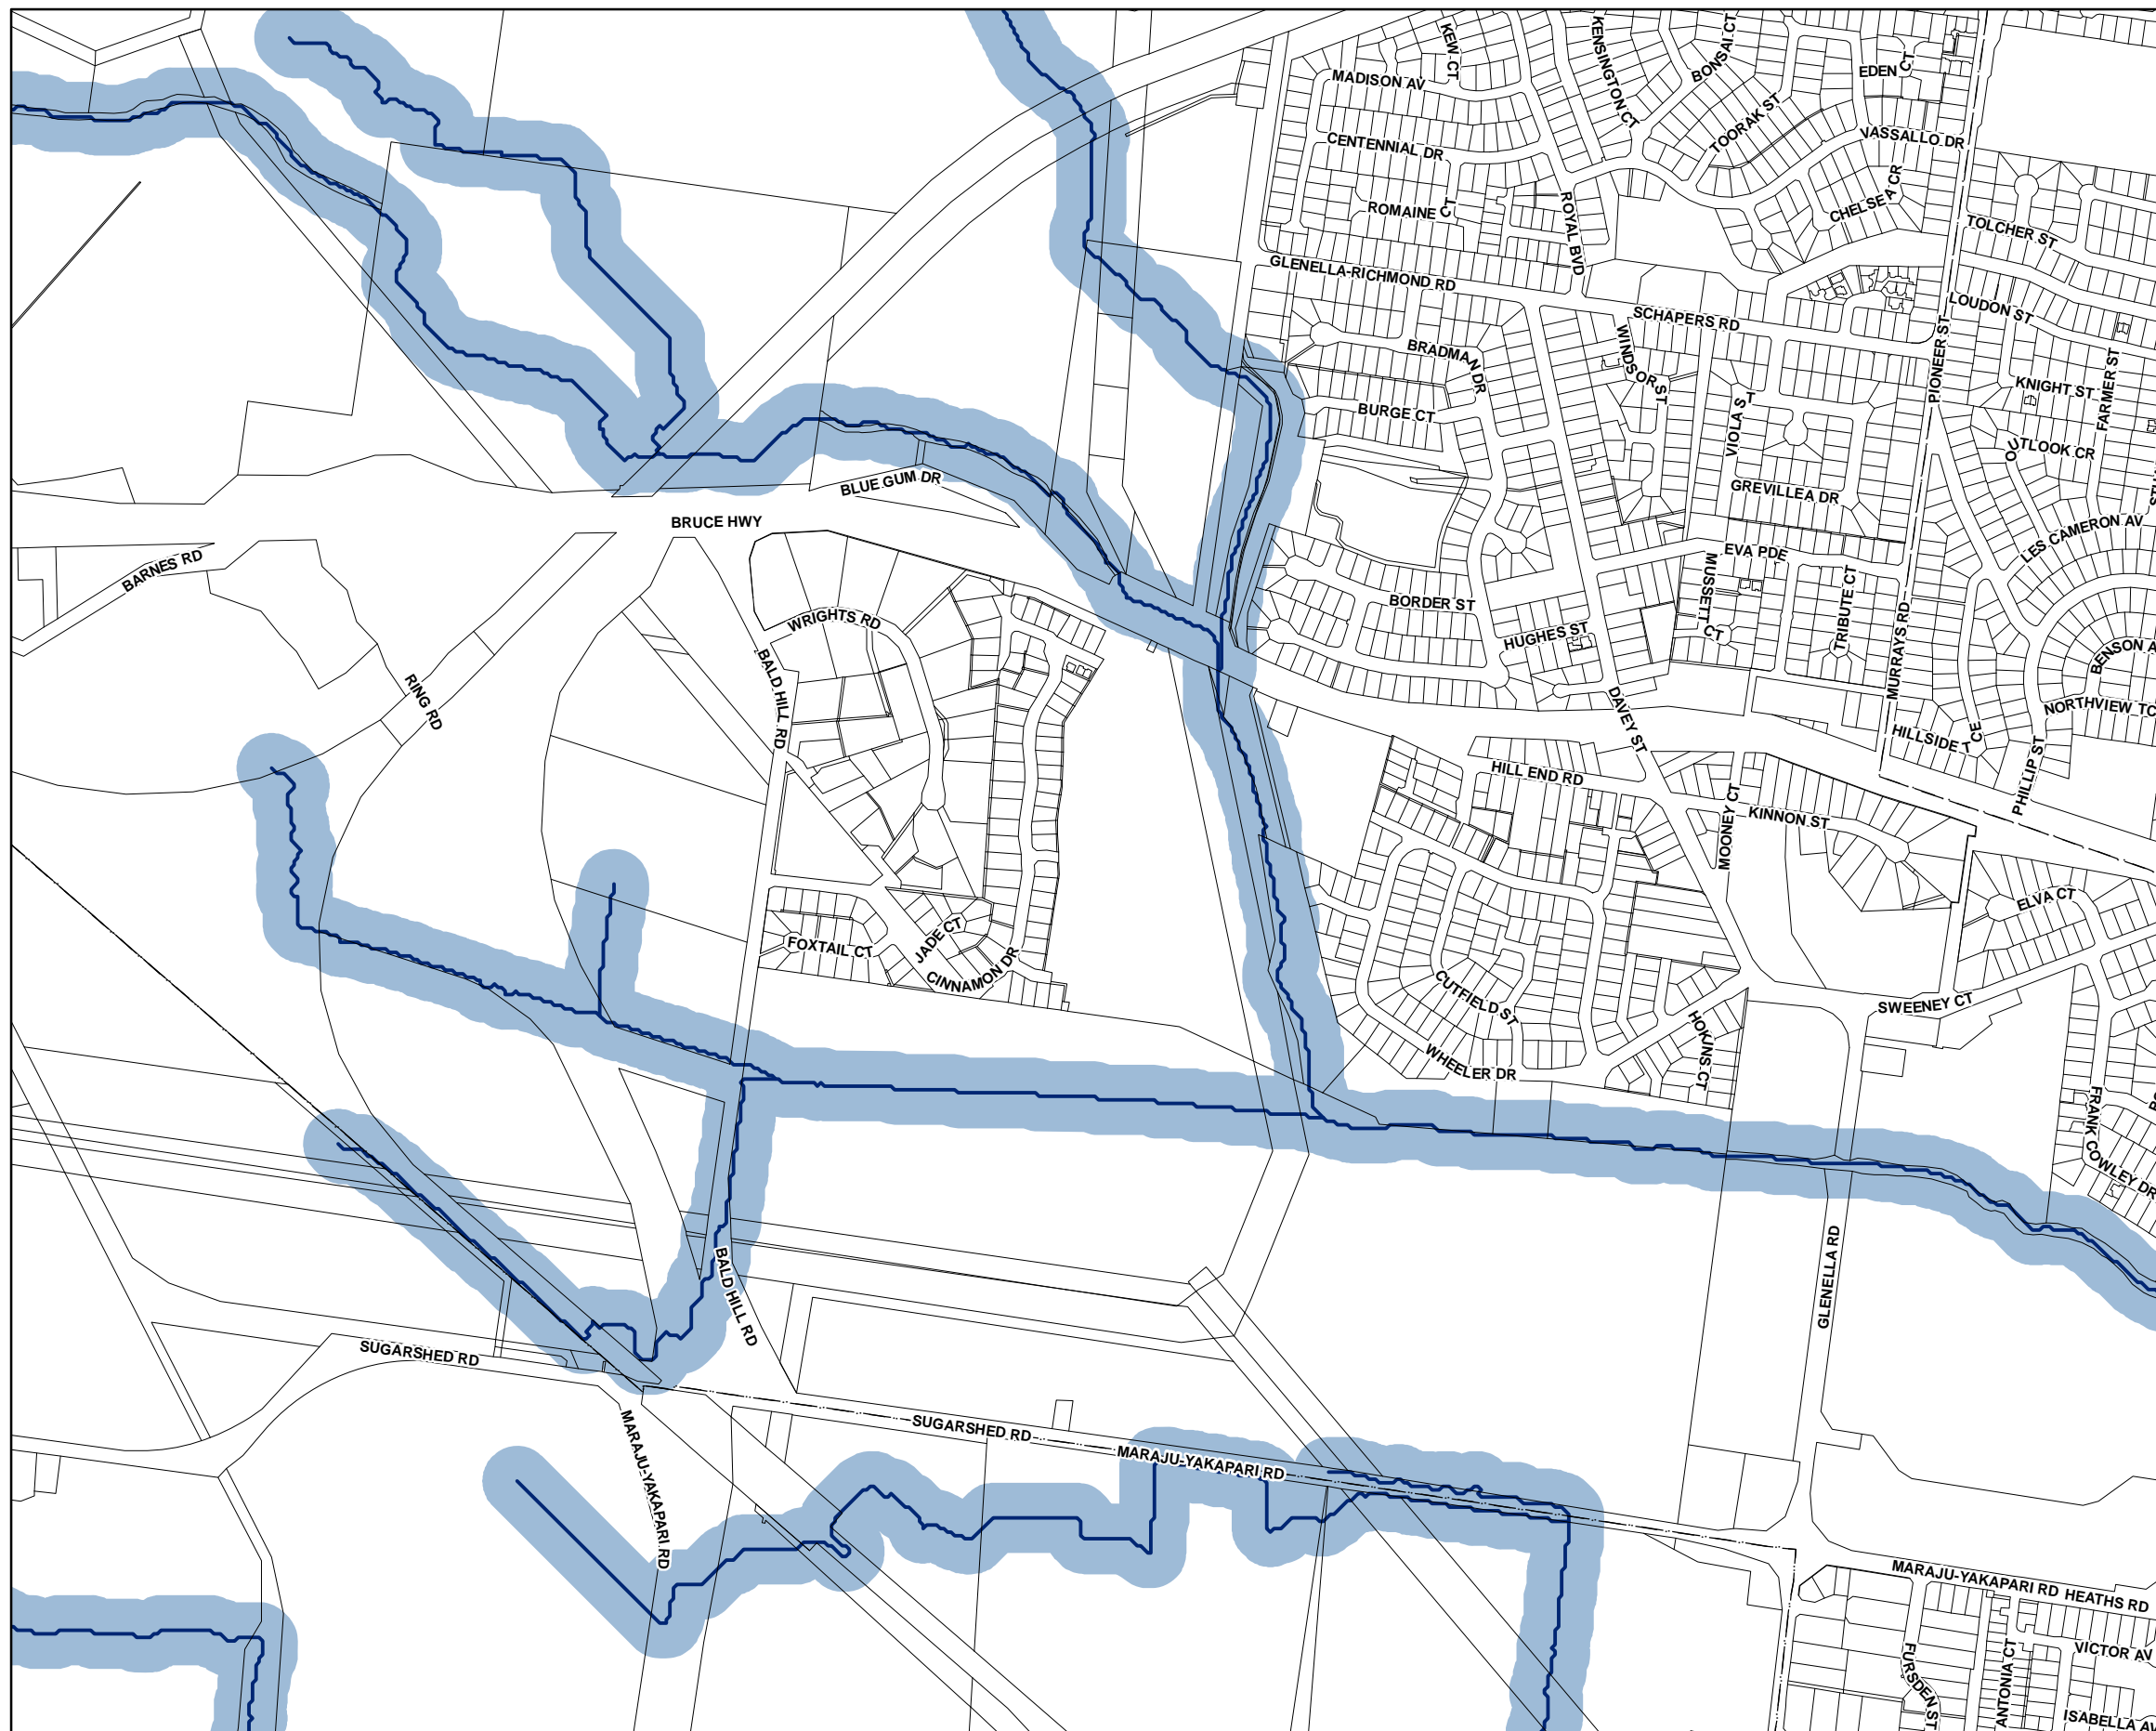 KEW CT
KENSINGTON CT
BONSAI CT
EDEN CT
MADISON AV
TOORAK ST
VASSALLO DR
CENTENNIAL DR
CHELSEA CR
ROMAINE CT
ROYAL BVD
TOLCHER ST
GLENELLA-RICHMOND RD
LOUDON ST
SCHAPERS RD
BRADMAN DR
WINDSOR ST
PIONEER ST
KNIGHT ST
FARMER ST
BURGE CT
VIOLA ST
OUTLOOK CR
BLUE GUM DR
GREVILLEA DR
BRUCE HWY
LES CAMERON AV
BARNES RD
EVA PDE
MUSSETT CT
TRIBUTE CT
BORDER ST
WRIGHTS RD
HUGHES ST
MURRAYS RD
BENSON A
BALD HILL RD
RING RD
DAVEY ST
NORTHVIEW TC
HILLSIDE TCE
PHILLIP ST
HILL END RD
MOONEY CT
KINNON ST
ELVA CT
FOXTAIL CT
JADE CT
CINNAMON DR
CUTFIELD ST
SWEENEY CT
HOKINS CT
WHEELER DR
FRANK COWLEY DR
GLENELLA RD
BALD HILL RD
SUGARSHED RD
SUGARSHED RD
MARAJU-YAKAPARI RD
MARAJU-YAKAPARI RD
MARAJU-YAKAPARI RD
HEATHS RD
VICTOR AV
FURSDEN ST
ANTONIA CT
ISABELLA A